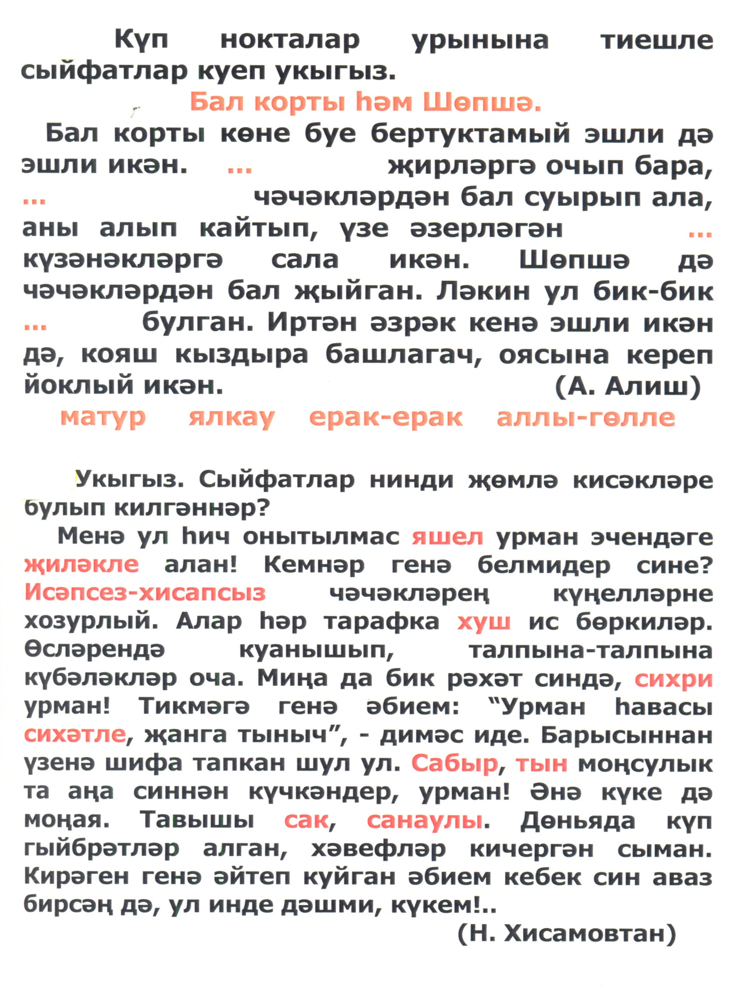 Күп нокталар урынына тиешле
сыйфатлар куеп укыгыз.
Бал корты һәм Шөпшә.
Бал корты көне буе бертуктамый эшли дә
эшли икән. ... җирләргә очып бара,
... чәчәкләрдән бал суырып ала,
аны алып кайтып, үзе әзерләгән ...
күзәнәкләргә сала икән. Шөпшә дә
чәчәкләрдән бал җыйган. Ләкин ул бик-бик
... булган. Иртән әзрәк кенә эшли икән
дә, кояш кыздыра башлагач, оясына кереп
йоклый икән. (А. Алиш)
матур ялкау ерак-ерак аллы-гөлле
Укыгыз. Сыйфатлар нинди җөмлә кисәкләре
булып килгәннәр?
Менә ул һич онытылмас яшел урман эчендәге
җиләкле алан! Кемнәр генә белмидер сине?
Исәпсез-хисапсыз чәчәкләрең күңелләрне
хозурлый. Алар һәр тарафка хуш ис бөркиләр.
Өсләрендә куанышып, талпына-талпына
күбәләкләр оча. Миңа да бик рәхәт синдә, сихри
урман! Тикмәгә генә әбием: “Урман һавасы
сихәтле, җанга тыныч”, - димәс иде. Барысыннан
үзенә шифа тапкан шул ул. Сабыр, тын моңсулык
та аңа синнән күчкәндер, урман! Әнә күке дә
моңая. Тавышы сак, санаулы. Дөньяда күп
гыйбрәтләр алган, хәвефләр кичергән сыман.
Кирәген генә әйтеп куйган әбием кебек син аваз
бирсәң дә, ул инде дәшми, күкем!..
(Н. Хисамовтан)